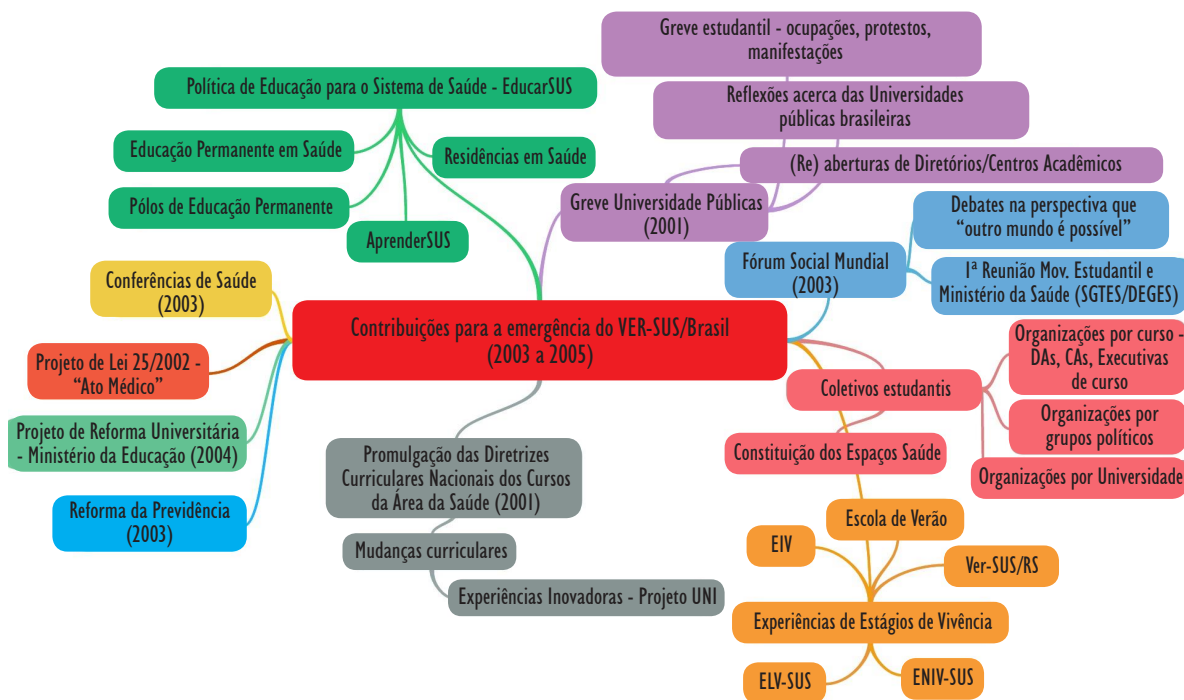 Greve estudantil - ocupações, protestos,
manifestações
Política de Educação para o Sistema de Saúde - EducarSUS
Reflexões acerca das Universidades
públicas brasileiras
Educação Permanente em Saúde
Residências em Saúde
(Re) aberturas de Diretórios/Centros Acadêmicos
Pólos de Educação Permanente
Greve Universidade Públicas
(2001)
AprenderSUS
Debates na perspectiva que
“outro mundo é possível”
Fórum Social Mundial
(2003)
1ª Reunião Mov. Estudantil e
Ministério da Saúde (SGTES/DEGES)
Conferências de Saúde
(2003)
Contribuições para a emergência do VER-SUS/Brasil
(2003 a 2005)
Organizações por curso -
DAs, CAs, Executivas
de curso
Projeto de Lei 25/2002 -
“Ato Médico”
Coletivos estudantis
Organizações por
grupos políticos
Projeto de Reforma Universitária
- Ministério da Educação (2004)
Constituição dos Espaços Saúde
Organizações por Universidade
Promulgação das Diretrizes
Curriculares Nacionais dos Cursos
da Área da Saúde (2001)
Reforma da Previdência
(2003)
Mudanças curriculares
Experiências Inovadoras - Projeto UNI
Escola de Verão
EIV
Ver-SUS/RS
Experiências de Estágios de Vivência
ELV-SUS
ENIV-SUS